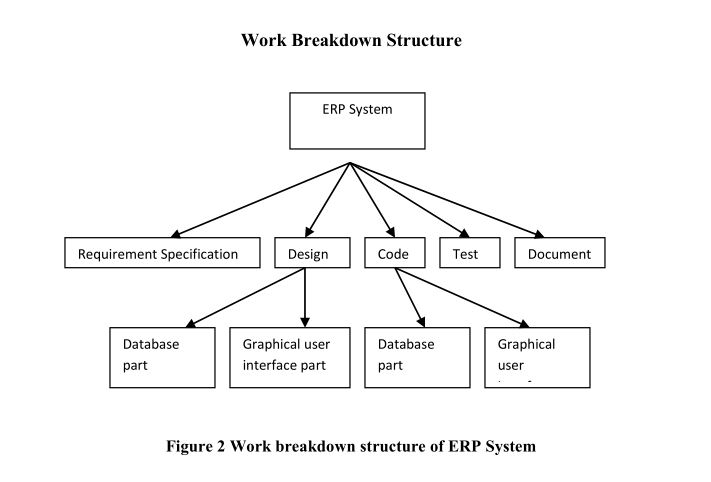 Work Breakdown Structure
ERP System
Requirement Specification
Design
Code
Test
Document
Database
part
Graphical user
interface part
Database
part
Graphical
user
Figure 2 Work breakdown structure of ERP System